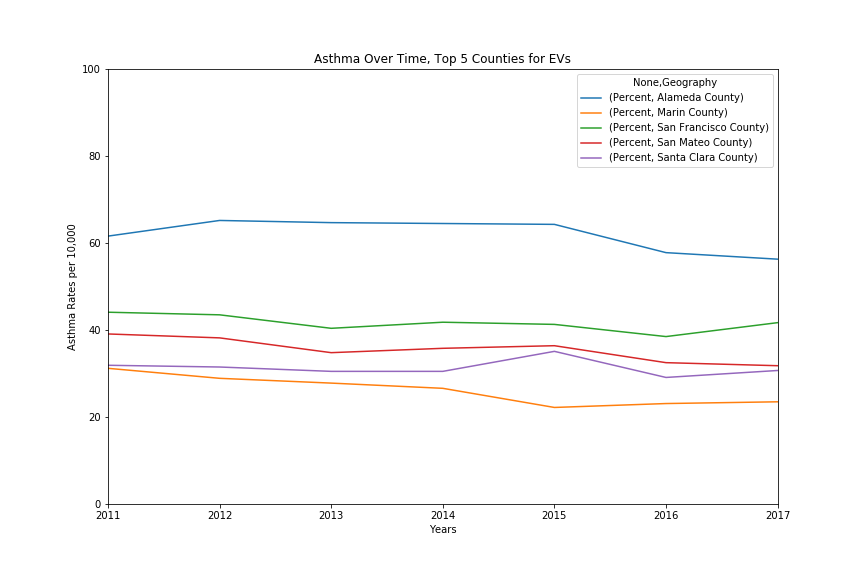 Asthma Over Time, Top 5 Counties for EVs
None,Geography
(Percent, Alameda County)
(Percent, Marin County)
(Percent, San Francisco County)
(Percent, San Mateo County)
(Percent, Santa Clara County)
Asthma Rates per 10,000
100
80
60
40
20
0
2011 2012 2013 2014 2015 2016 2017
Years